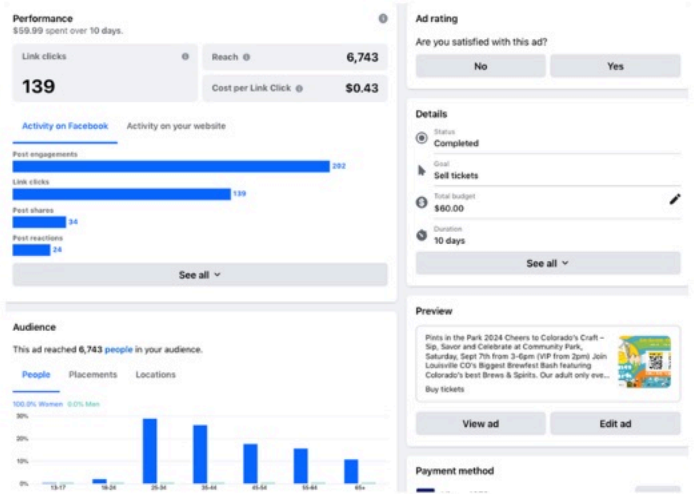 Performance
$59.99 spent over 10 days.
Link clicks
139
Reach
6,743
Cost per Link Click
$0.43
Activity on Facebook
Activity on your website
Post engagements
202
Link clicks
139
Post shares
34
Post reactions
24
See all
Audience
This ad reached 6,743 people in your audience.
People
Placements
Locations
100.0% Women 0.0% Men
30%
20%
10%
0%
13-17
18-24
25-34
35-44
45-54
55-64
65+
Ad rating
Are you satisfied with this ad?
No
Yes
Details
Status
Completed
Goal
Sell tickets
Total budget
$60.00
Duration
10 days
See all
Preview
Pints in the Park 2024 Cheers to Colorado's Craft –
Sip, Savor and Celebrate at Community Park,
Saturday, Sept 7th from 3-6pm (VIP from 2pm) Join
Louisville CO's Biggest Brewfest Bash featuring
Colorado's best Brews & Spirits. Our adult only eve...
Buy tickets
View ad
Edit ad
Payment method